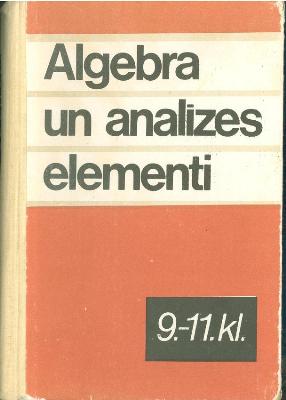 Algebra
un analizes
elementi
9.-11.kl.